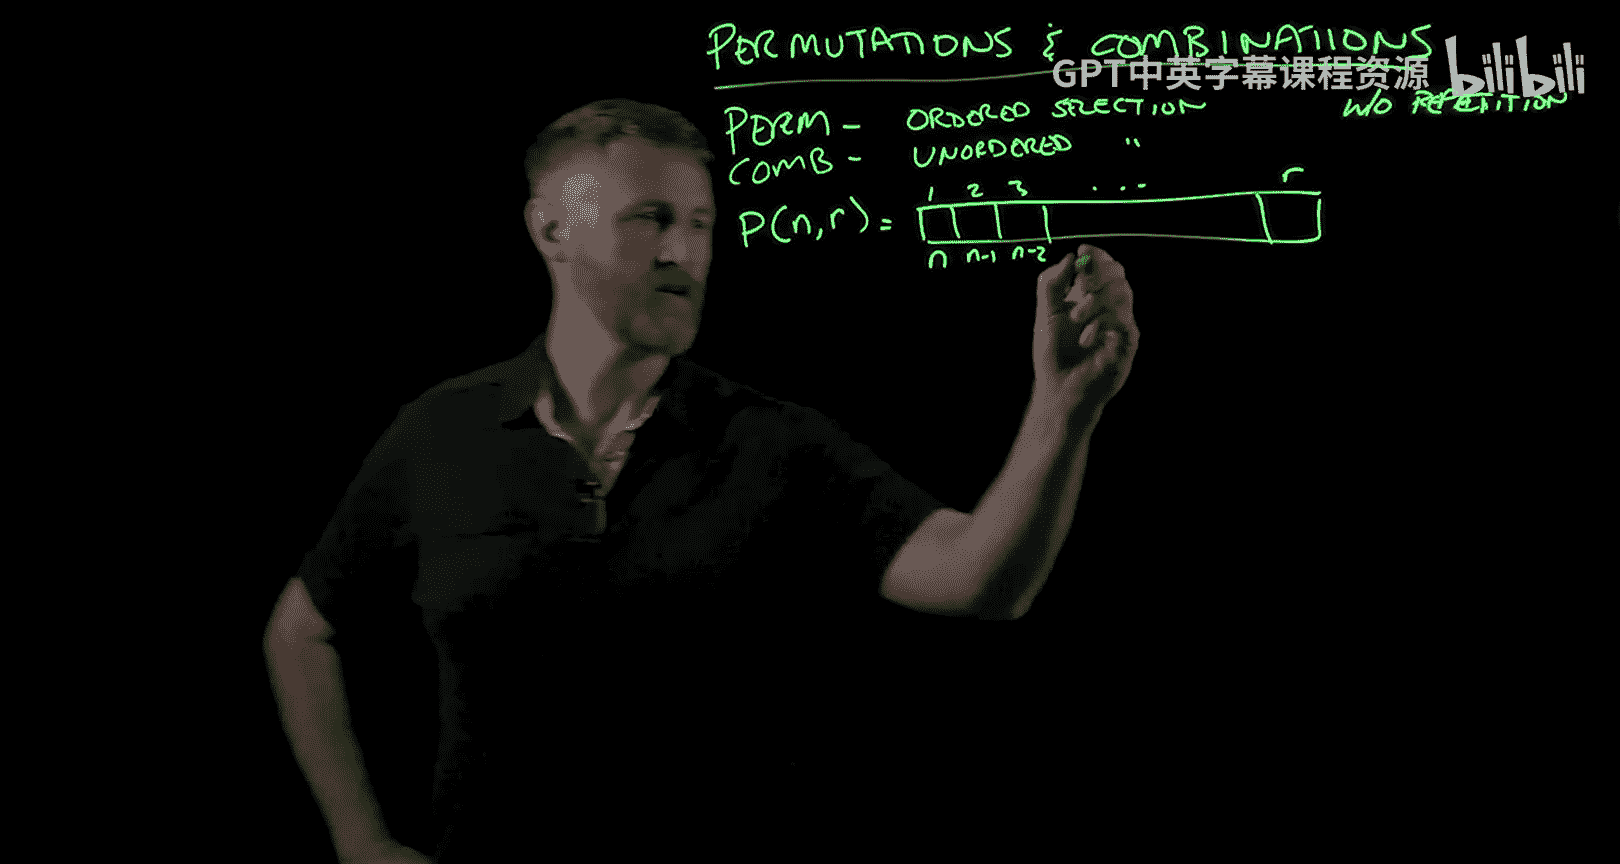 PERMUTATIONS & COMBINATIONS
GPT中英字幕课程资源 bilibili
PERM - ORDERED SELECTION W/O REPETITION
COMB - UNORDERED "
1 2 3 ... r
P(n,r) =
n n-1 n-2